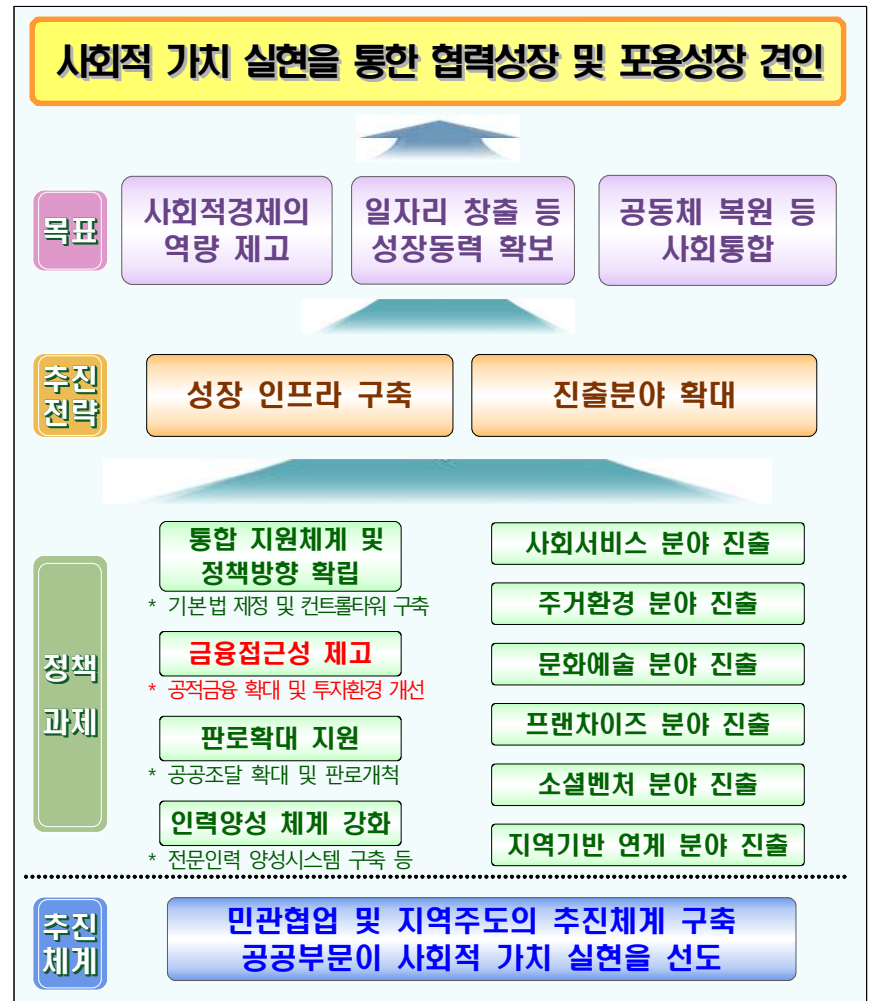 사회적 가치 실현을 통한 협력성장 및 포용성장 견인
목표
사회적경제의
역량 제고
일자리 창출 등
성장동력 확보
공동체 복원 등
사회통합
추진
전략
성장 인프라 구축
진출분야 확대
정책
과제
통합 지원체계 및
정책방향 확립
* 기본법 제정 및 컨트롤타워 구축
금융접근성 제고
* 공적금융 확대 및 투자환경 개선
판로확대 지원
* 공공조달 확대 및 판로개척
인력양성 체계 강화
* 전문인력 양성시스템 구축 등
사회서비스 분야 진출
주거환경 분야 진출
문화예술 분야 진출
프랜차이즈 분야 진출
소셜벤처 분야 진출
지역기반 연계 분야 진출
추진
체계
민관협업 및 지역주도의 추진체계 구축
공공부문이 사회적 가치 실현을 선도